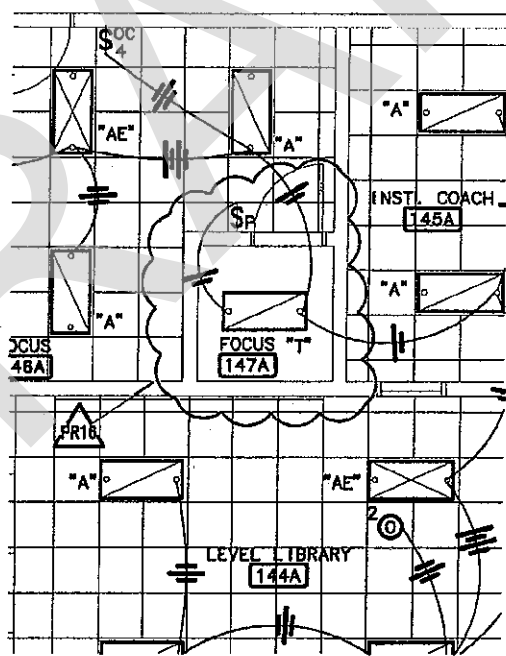 $OC
4
"AE"
"A"
"A"
INST. COACH
145A
$P
"A"
"A"
FOCUS "T"
147A
OCUS
46A
PR16
"A"
"AE"
2
O
LEVEL LIBRARY
144A